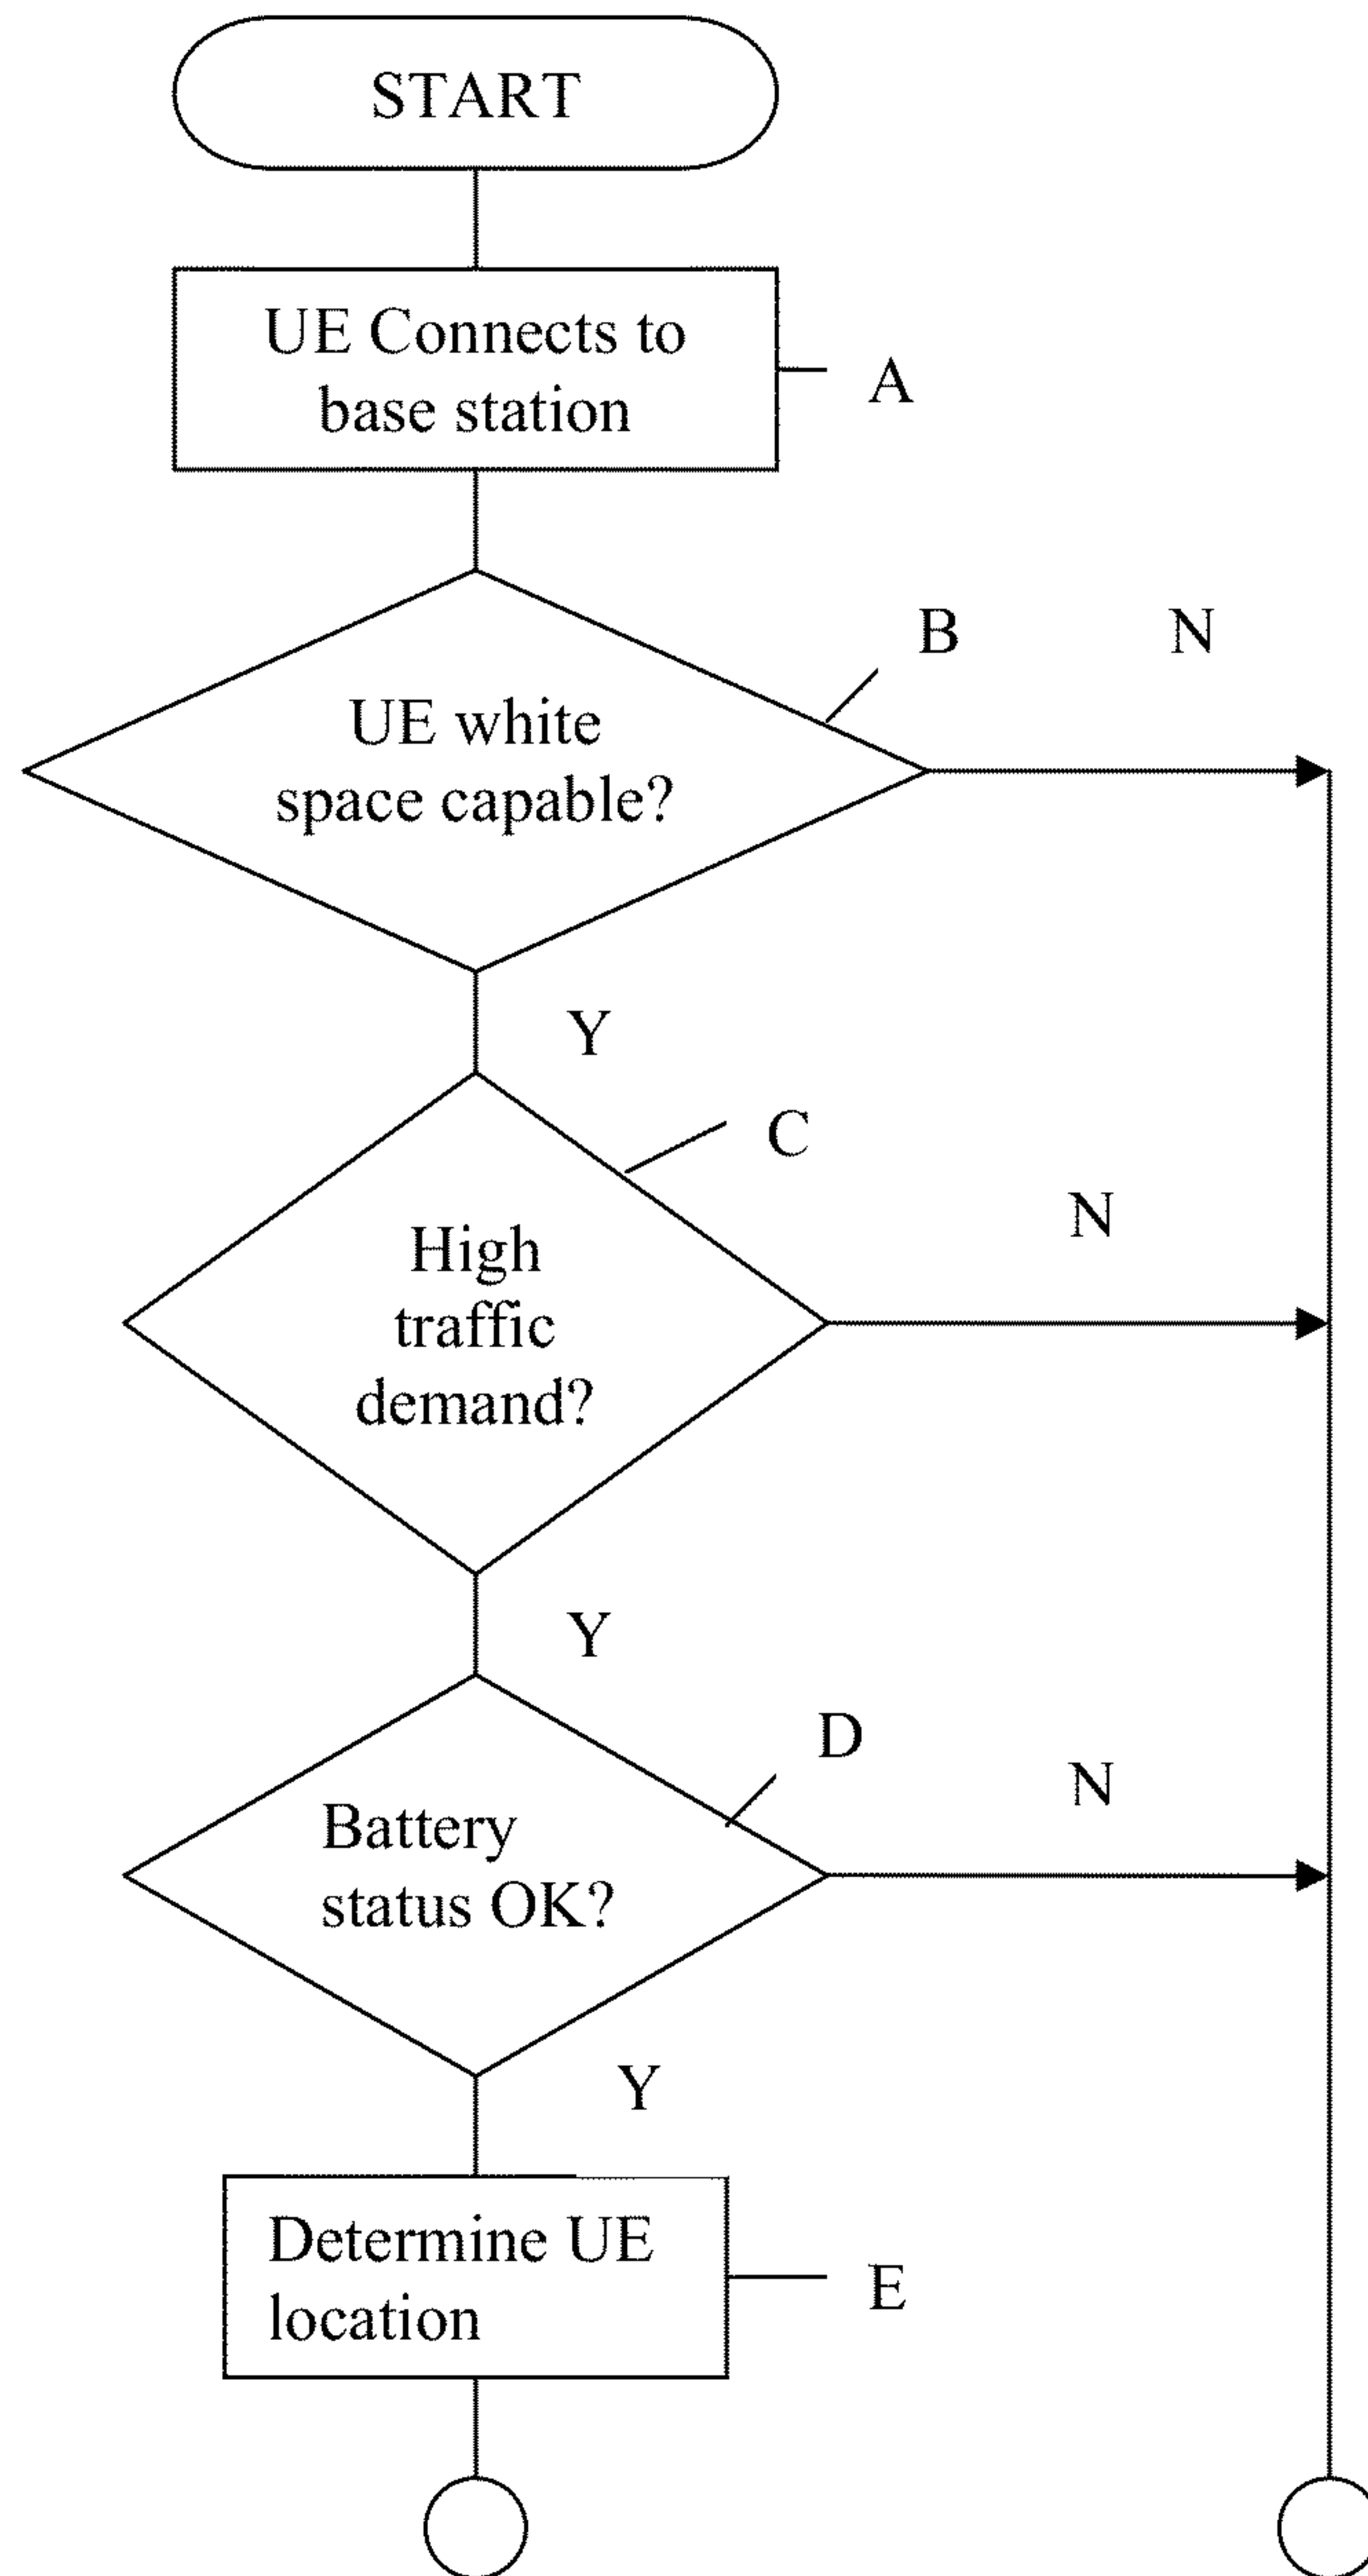 START
UE Connects to
base station
A
B
N
UE white
space capable?
Y
C
N
High
traffic
demand?
Y
D
N
Battery
status OK?
Y
Determine UE
location
E